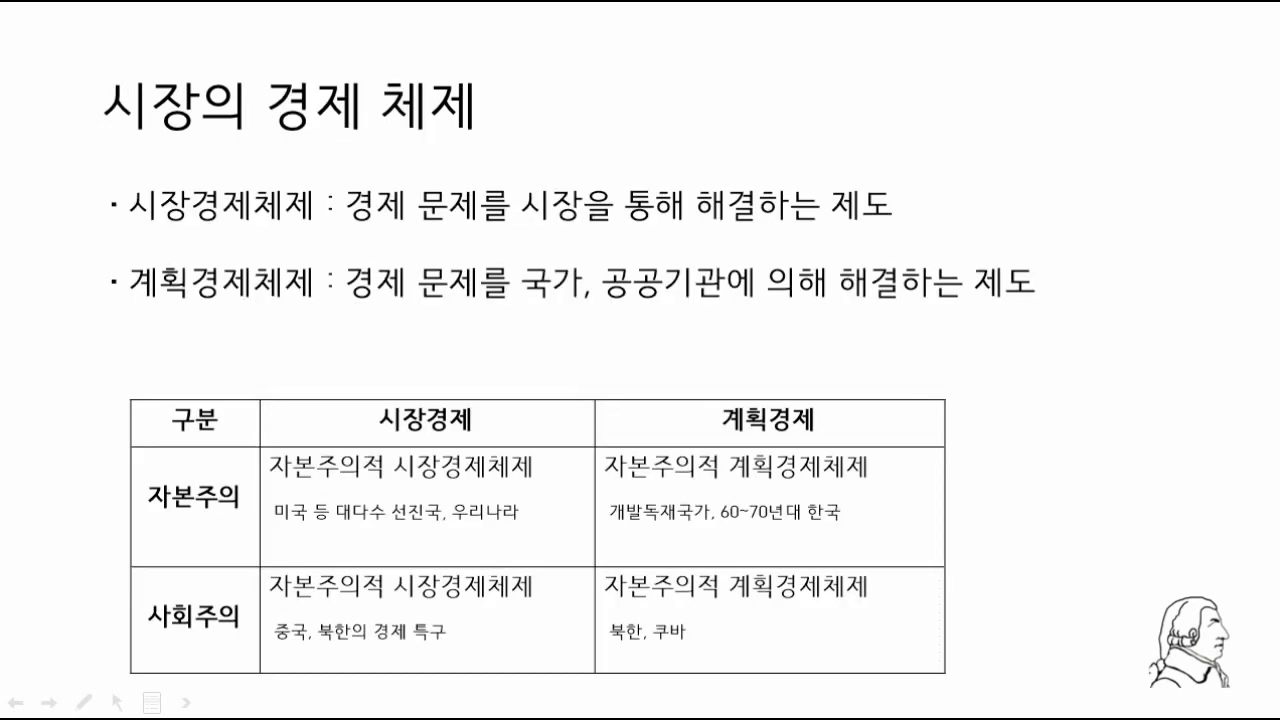 시장의 경제 체제
· 시장경제체제 : 경제 문제를 시장을 통해 해결하는 제도
· 계획경제체제 : 경제 문제를 국가, 공공기관에 의해 해결하는 제도
구분 시장경제 계획경제
자본주의적 시장경제체제 자본주의적 계획경제체제
자본주의
미국 등 대다수 선진국, 우리나라 개발독재국가, 60~70년대 한국
자본주의적 시장경제체제 자본주의적 계획경제체제
사회주의
중국, 북한의 경제 특구 북한, 쿠바